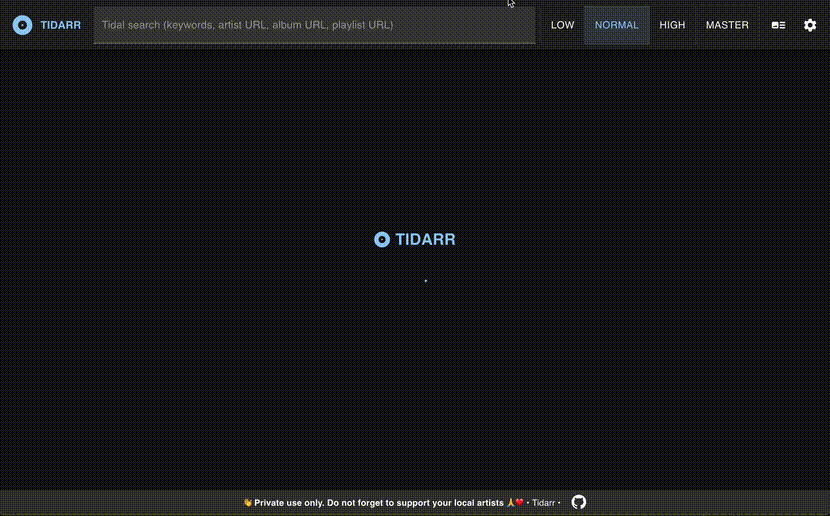 TIDARR
Tidal search (keywords, artist URL, album URL, playlist URL)
LOW
NORMAL
HIGH
MASTER
TIDARR
👋 Private use only. Do not forget to support your local artists 🙏❤️ • Tidarr •